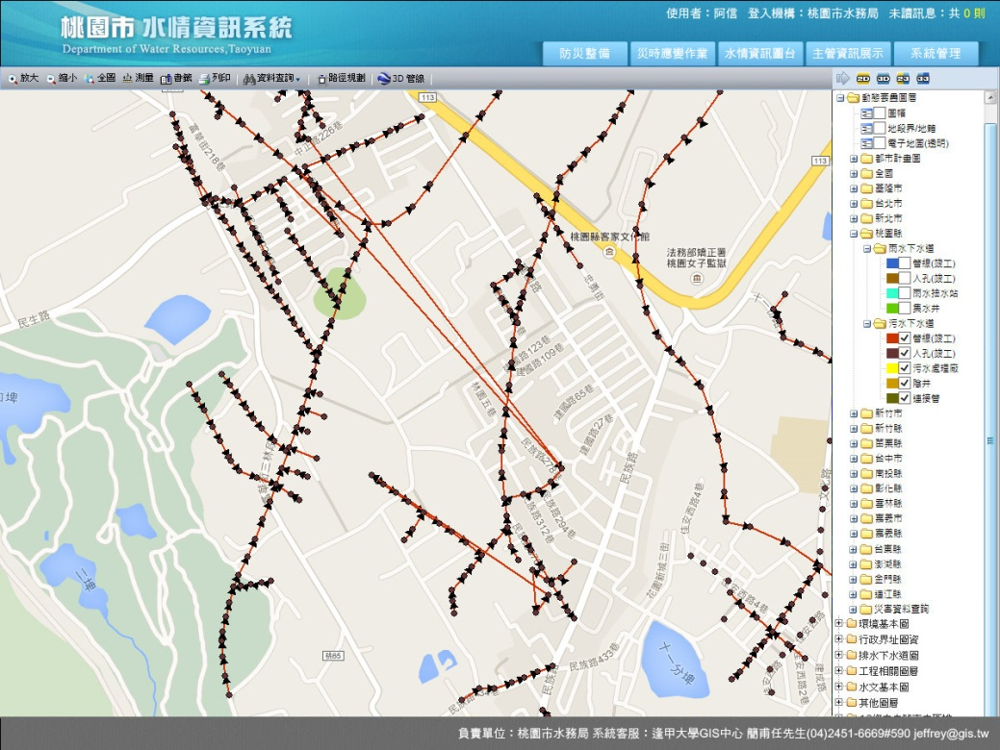 桃園市 水情資訊系統
Department of Water Resources,Taoyuan
使用者：阿信 登入機構：桃園市水務局 未讀訊息：共 0 則
防災整備 災時應變作業 水情資訊圖台 主管資訊展示 系統管理
放大 縮小 全圖 測量 書籤 列印 資料查詢 路徑規劃 3D 管線
2D 3D
動態套疊圖層
圖幅
地段界/地籍
電子地圖(透明)
都市計畫圖
全國
基隆市
台北市
新北市
桃園縣
雨水下水道
管線(竣工)
人孔(竣工)
雨水抽水站
集水井
污水下水道
管線(竣工)
人孔(竣工)
污水處理廠
陰井
連接管
新竹市
新竹縣
苗栗縣
台中市
南投縣
彰化縣
雲林縣
嘉義市
嘉義縣
台東縣
澎湖縣
金門縣
連江縣
災害資料查詢
環境基本圖
行政界址圖資
排水下水道圖
工程相關圖層
水文基本圖
其他圖層
113
113
富華街218巷
中正路226巷
桃園縣客家文化館
法務部矯正署
桃園女子監獄
忠勇街
民生路
建國路123巷
建國路109巷
建國路65巷
建國路27巷
林園五巷
民族路
民族路294巷
民族路312巷
佳安西路4巷
花園新城三街
佳安西路4巷
佳安西路2巷
文化路
建成路
民族路433巷
民族路
二埤
十一分埤
桃65
負責單位：桃園市水務局 系統客服：逢甲大學GIS中心 簡甫任先生(04)2451-6669#590 jeffrey@gis.tw